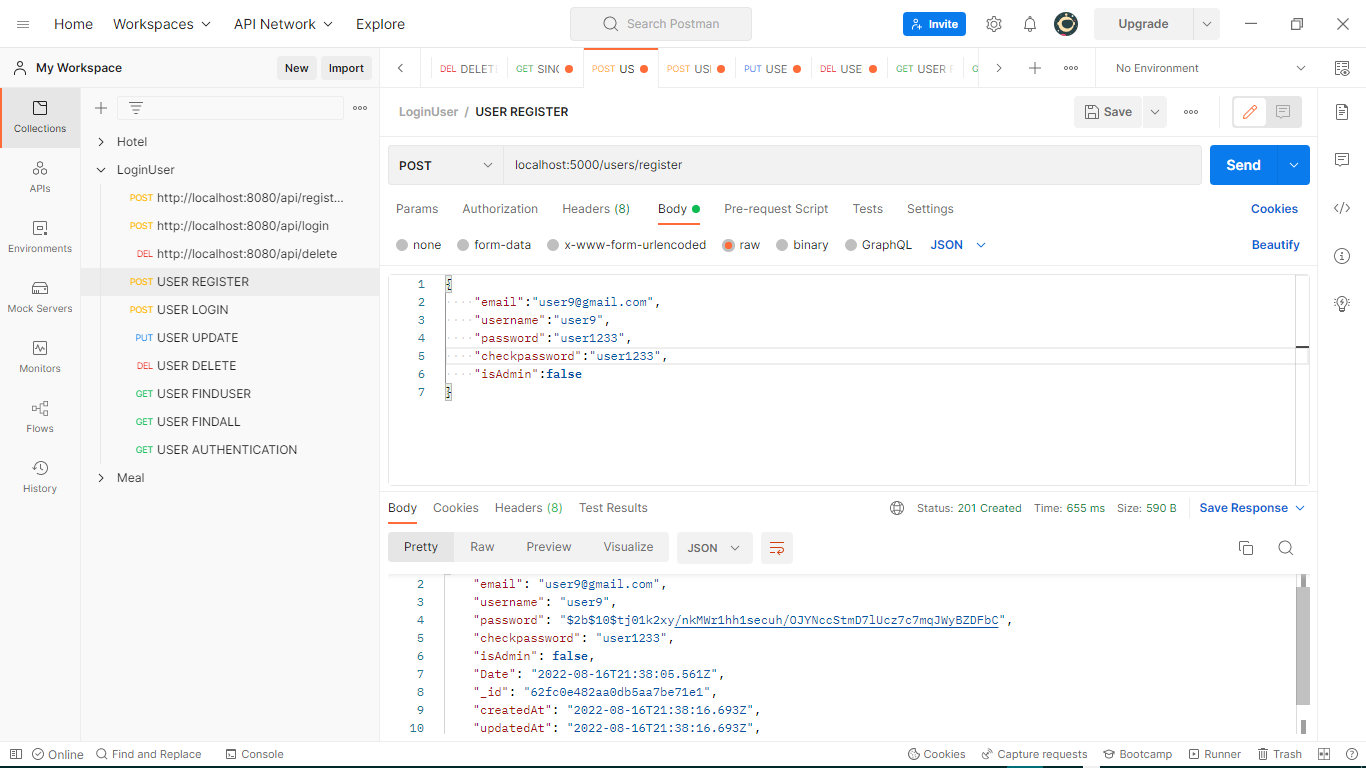 Home Workspaces API Network Explore Search Postman Invite Upgrade
My Workspace New Import DEL DELET GET SING POST US POST USI PUT USE DEL USE GET USER No Environment
Collections
APIs
Environments
Mock Servers
Monitors
Flows
History
Hotel
LoginUser
POST http://localhost:8080/api/regist...
POST http://localhost:8080/api/login
DEL http://localhost:8080/api/delete
POST USER REGISTER
POST USER LOGIN
PUT USER UPDATE
DEL USER DELETE
GET USER FINDUSER
GET USER FINDALL
GET USER AUTHENTICATION
Meal
LoginUser / USER REGISTER Save
POST localhost:5000/users/register Send
Params Authorization Headers (8) Body Pre-request Script Tests Settings Cookies
none form-data x-www-form-urlencoded raw binary GraphQL JSON Beautify
1 {
2 "email":"user9@gmail.com",
3 "username":"user9",
4 "password":"user1233",
5 "checkpassword":"user1233",
6 "isAdmin":false
7 }
Body Cookies Headers (8) Test Results Status: 201 Created Time: 655 ms Size: 590 B Save Response
Pretty Raw Preview Visualize JSON
2 "email": "user9@gmail.com",
3 "username": "user9",
4 "password": "$2b$10$tj01k2xy/nkMWr1hh1secuh/OJYNccStmD7lUcz7c7mqJWyBZDFbC",
5 "checkpassword": "user1233",
6 "isAdmin": false,
7 "Date": "2022-08-16T21:38:05.561Z",
8 "_id": "62fc0e482aa0db5aa7be71e1",
9 "createdAt": "2022-08-16T21:38:16.693Z",
10 "updatedAt": "2022-08-16T21:38:16.693Z",
Online Find and Replace Console Cookies Capture requests Bootcamp Runner Trash